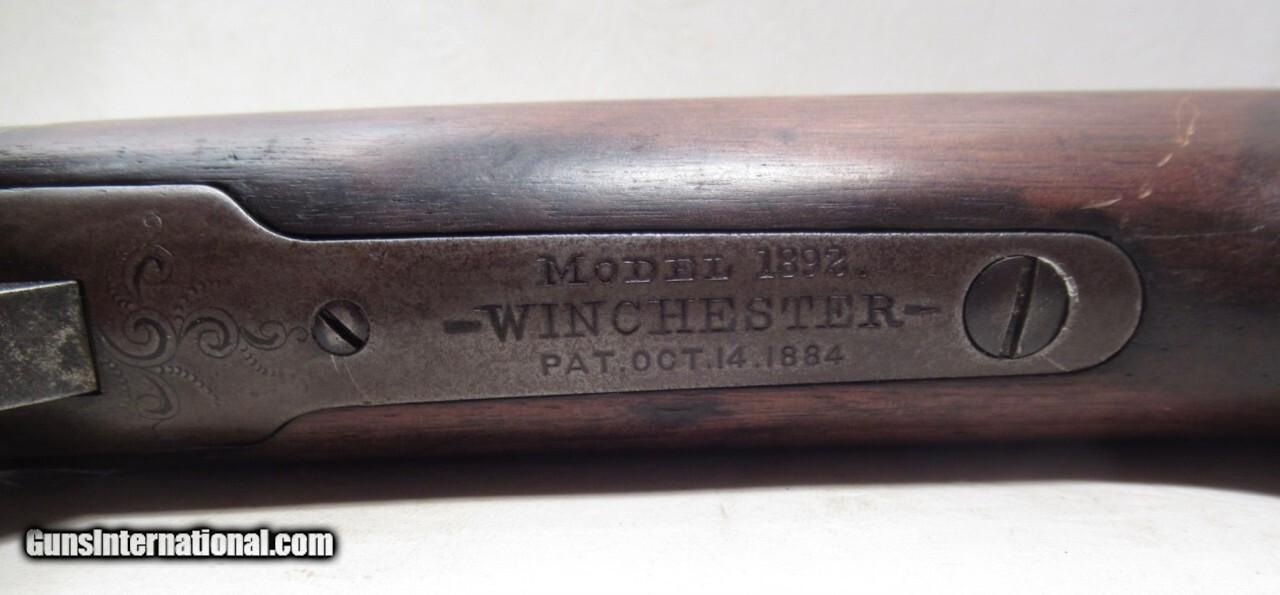 MODEL 1892.
-WINCHESTER-
PAT. OCT. 14. 1884
GunsInternational.com